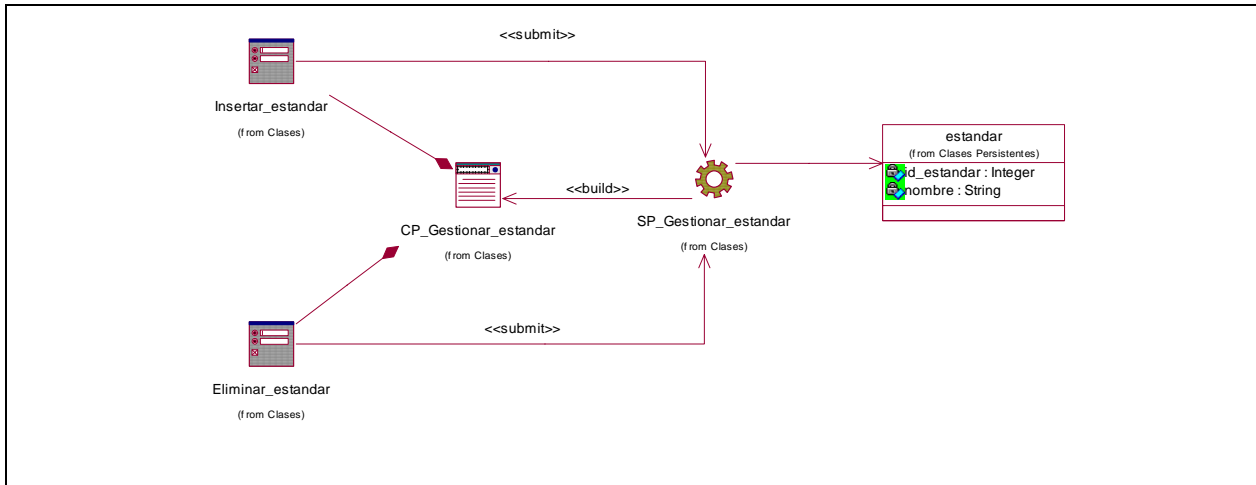 <<submit>>
Insertar_estandar
(from Clases)
estandar
(from Clases Persistentes)
id_estandar : Integer
nombre : String
<<build>>
CP_Gestionar_estandar
(from Clases)
SP_Gestionar_estandar
(from Clases)
<<submit>>
Eliminar_estandar
(from Clases)